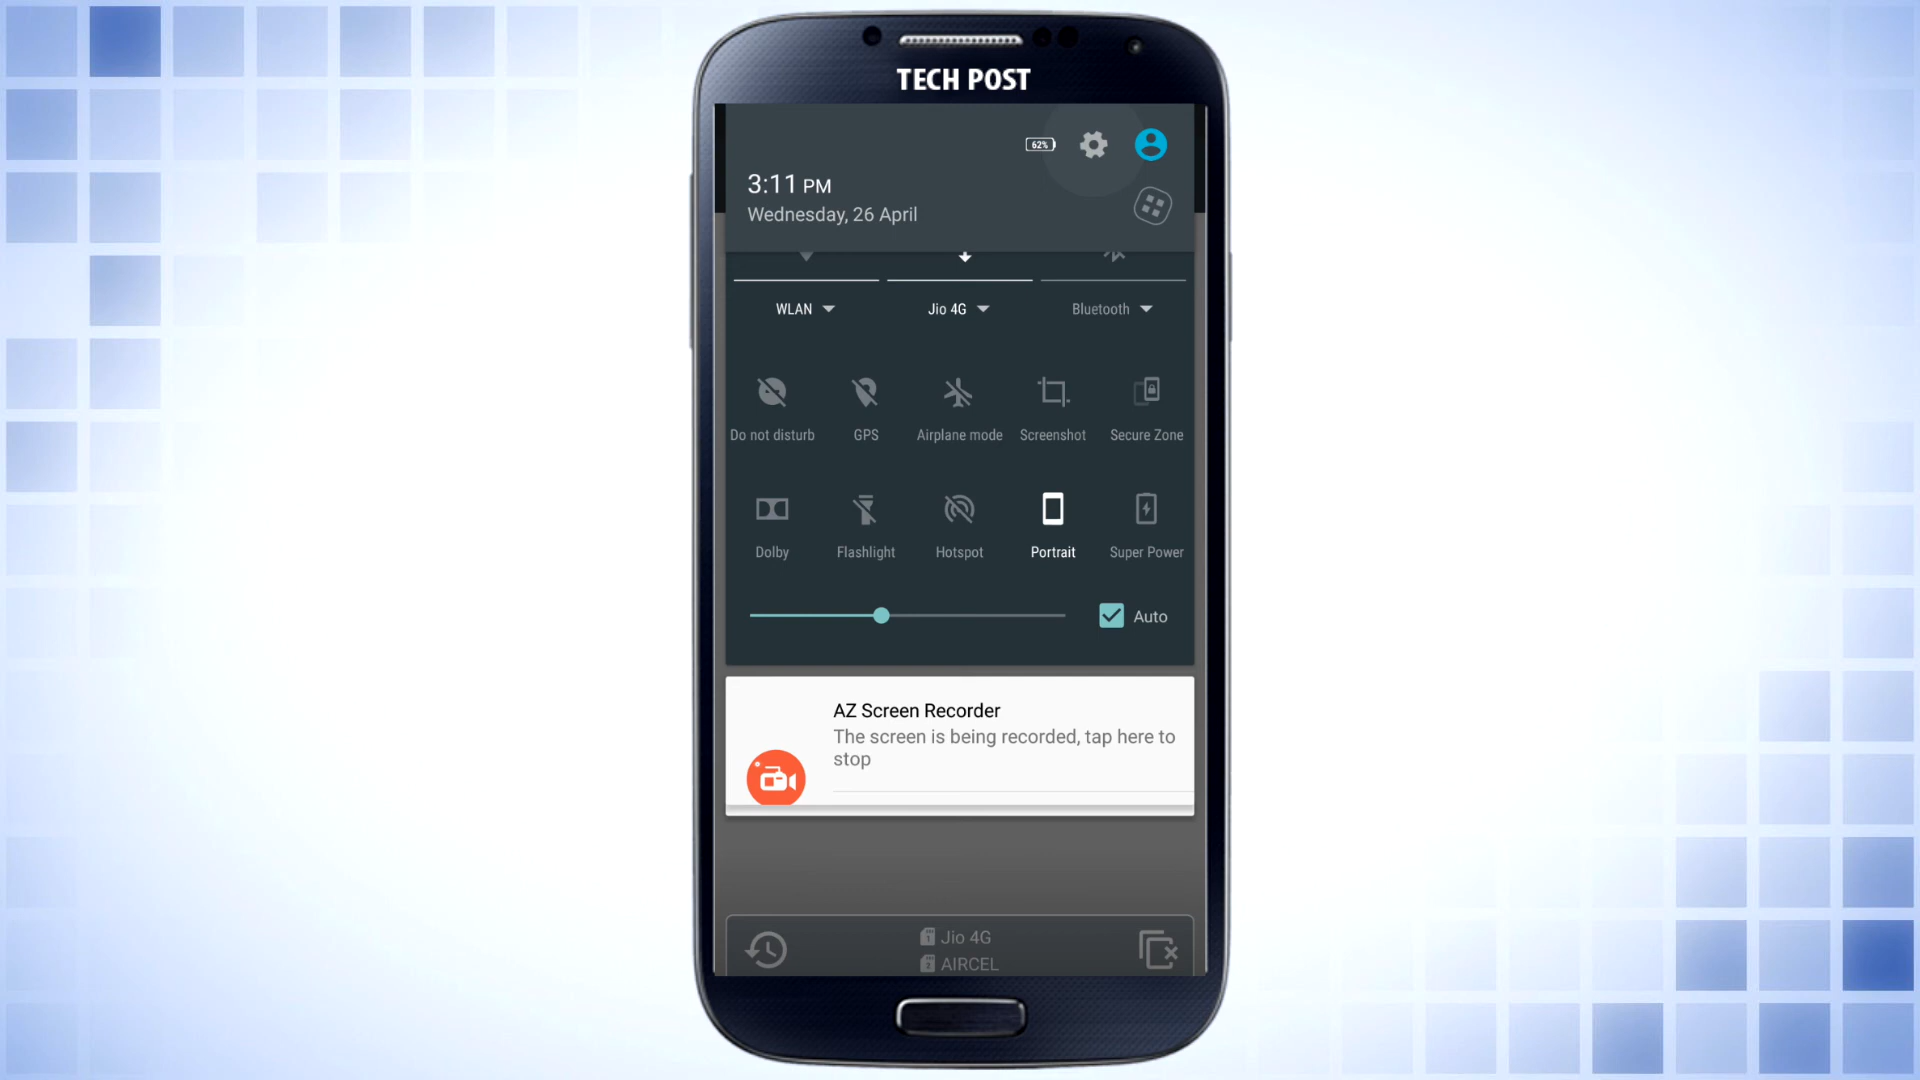 TECH POST
62%
3:11 PM
Wednesday, 26 April
WLAN Jio 4G Bluetooth
Do not disturb GPS Airplane mode Screenshot Secure Zone
Dolby Flashlight Hotspot Portrait Super Power
Auto
AZ Screen Recorder
The screen is being recorded, tap here to
stop
1 Jio 4G
2 AIRCEL